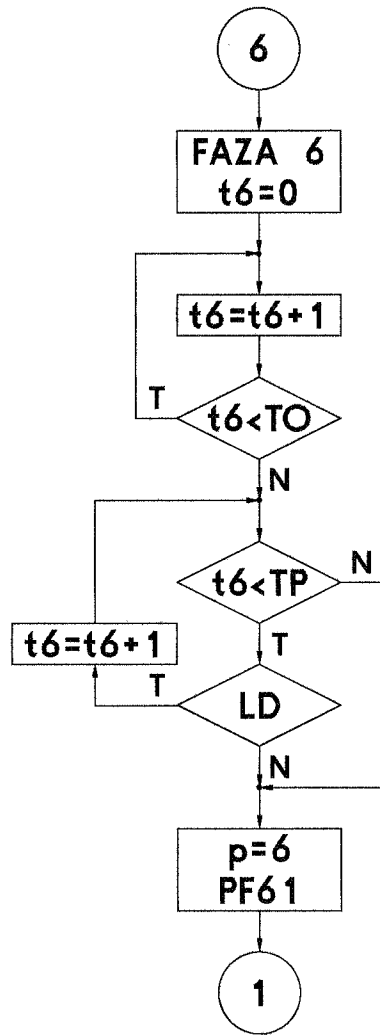 6
FAZA 6
t6=0
t6=t6+1
t6<TO
T
N
t6<TP
N
T
t6=t6+1
T
LD
N
p=6
PF61
1